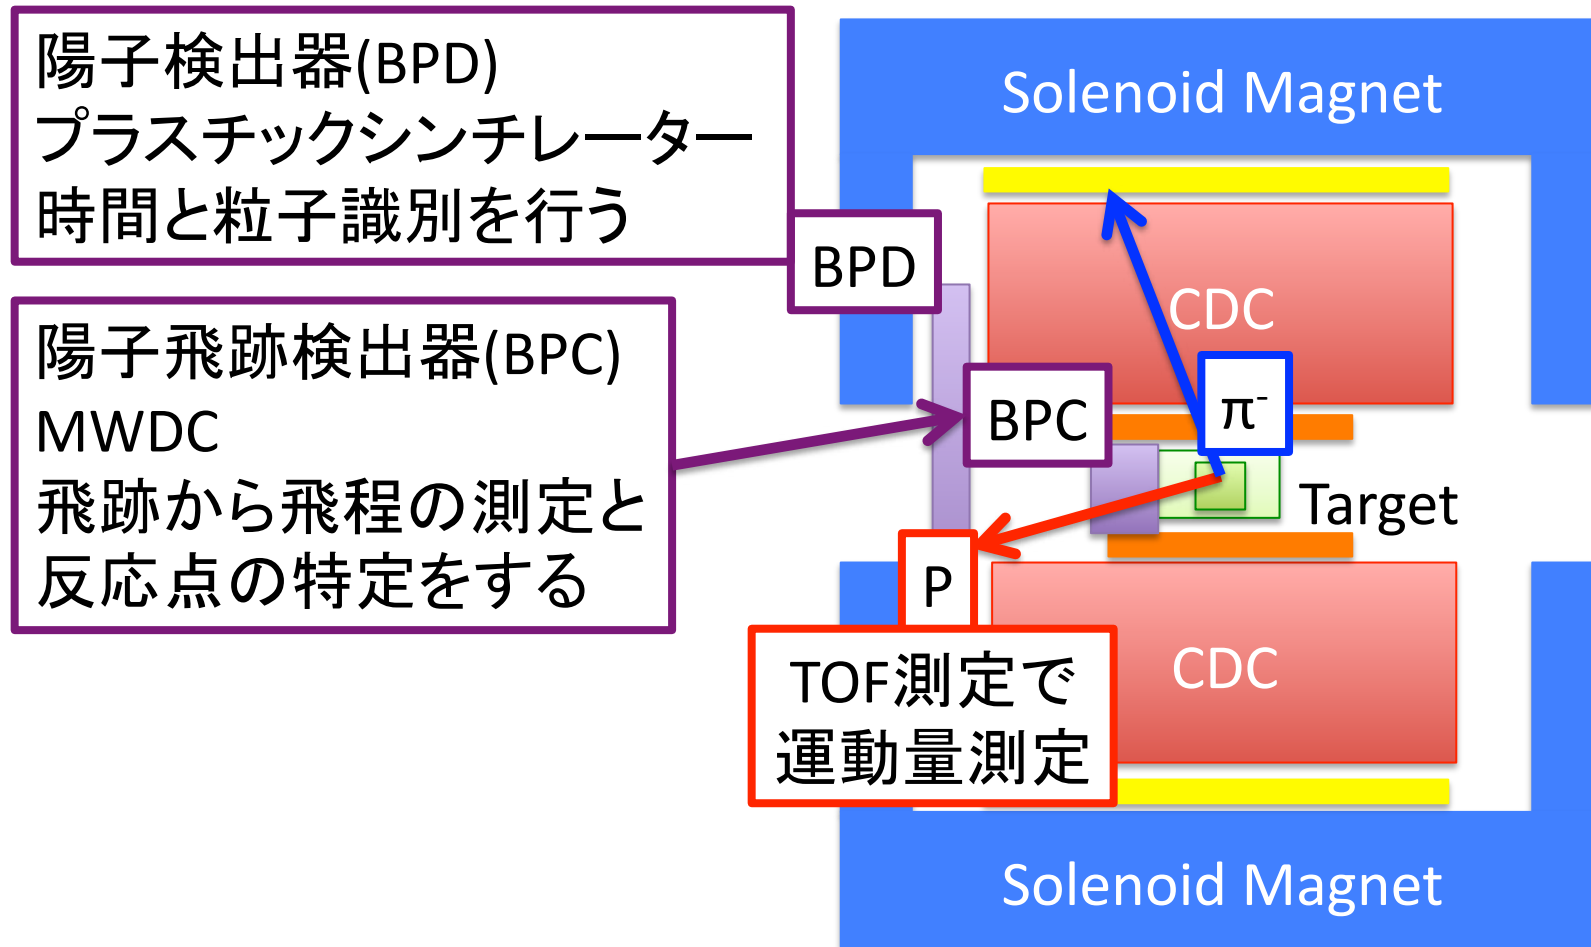 陽子検出器(BPD)
プラスチックシンチレーター
時間と粒子識別を行う
陽子飛跡検出器(BPC)
MWDC
飛跡から飛程の測定と
反応点の特定をする
Solenoid Magnet
BPD
CDC
BPC
π-
Target
P
TOF測定で
運動量測定
CDC
Solenoid Magnet